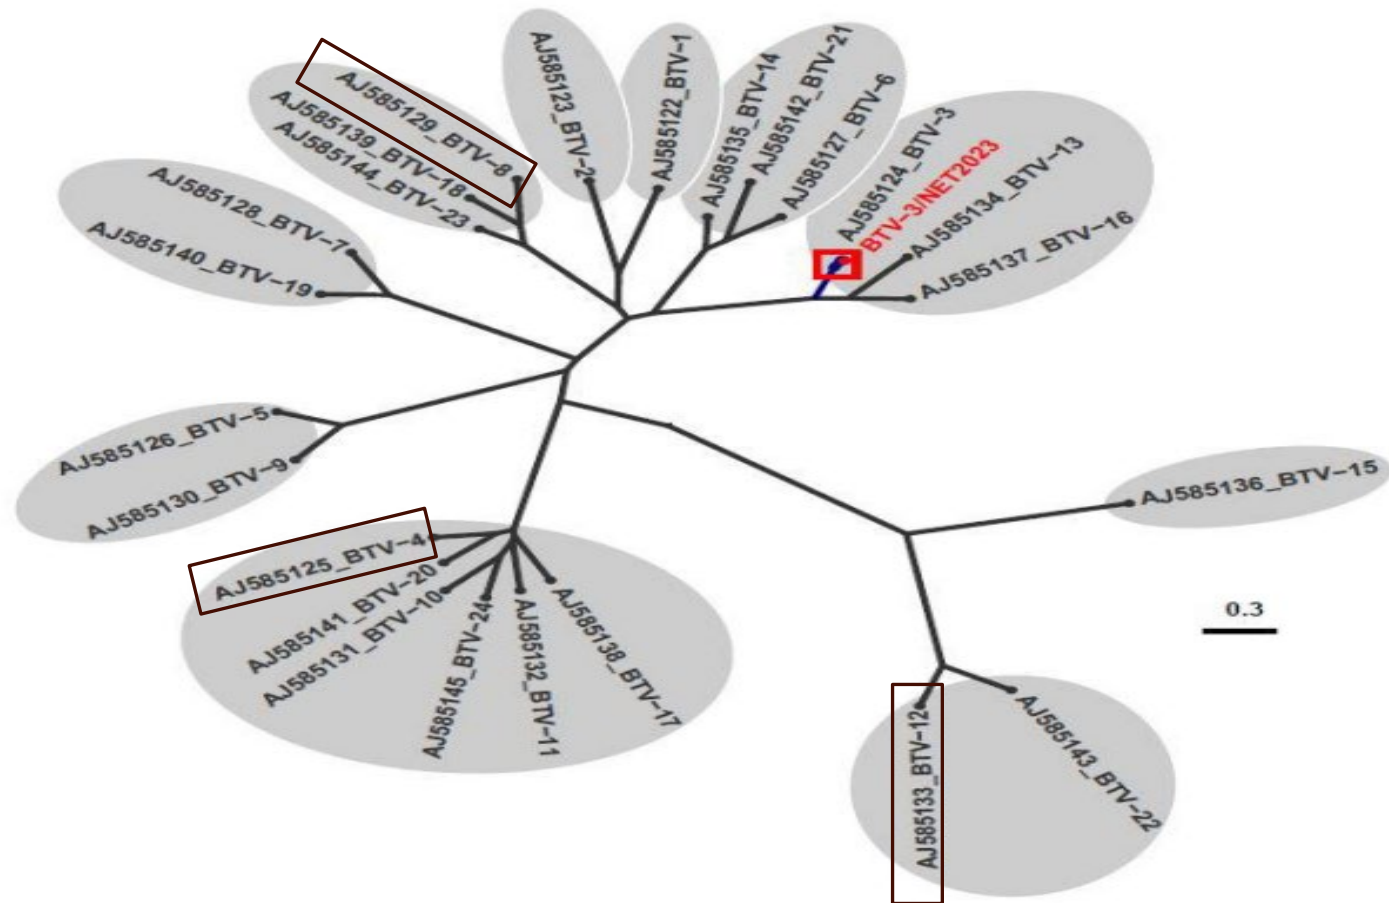 AJ585129_BTV-8
AJ585139_BTV-18
AJ585144_BTV-23
AJ585123_BTV-2
AJ585122_BTV-1
AJ585135_BTV-14
AJ585142_BTV-21
AJ585127_BTV-6
AJ585124_BTV-3
BTV-3/NET2023
AJ585134_BTV-13
AJ585137_BTV-16
AJ585128_BTV-7
AJ585140_BTV-19
AJ585126_BTV-5
AJ585130_BTV-9
AJ585136_BTV-15
AJ585125_BTV-4
AJ585141_BTV-20
AJ585131_BTV-10
AJ585145_BTV-24
AJ585132_BTV-11
AJ585138_BTV-17
0.3
AJ585133_BTV-12
AJ585143_BTV-22